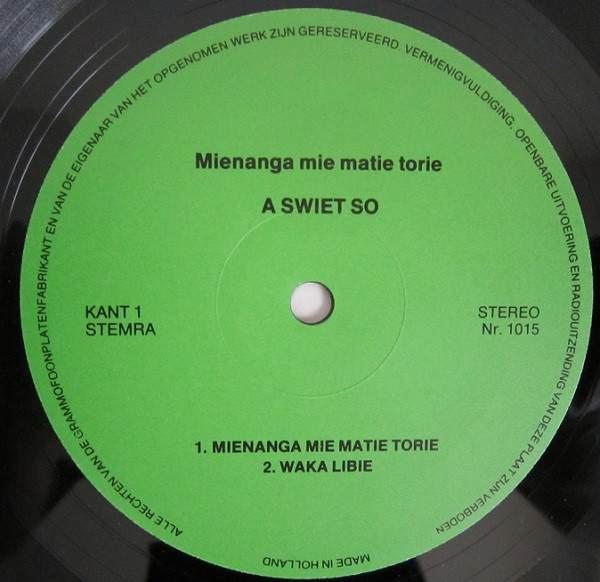 ALLE RECHTEN VAN DE GRAMMOFOONPLATENFABRIKANT EN VAN DE EIGENAAR VAN HET OPGENOMEN WERK ZIJN GERESERVEERD. VERMENIGVULDIGING, OPENBARE UITVOERING EN RADIOUITZENDING VAN DEZE PLAAT ZIJN VERBODEN
Mienanga mie matie torie
A SWIET SO
KANT 1
STEMRA
STEREO
Nr. 1015
1. MIENANGA MIE MATIE TORIE
2. WAKA LIBIE
MADE IN HOLLAND